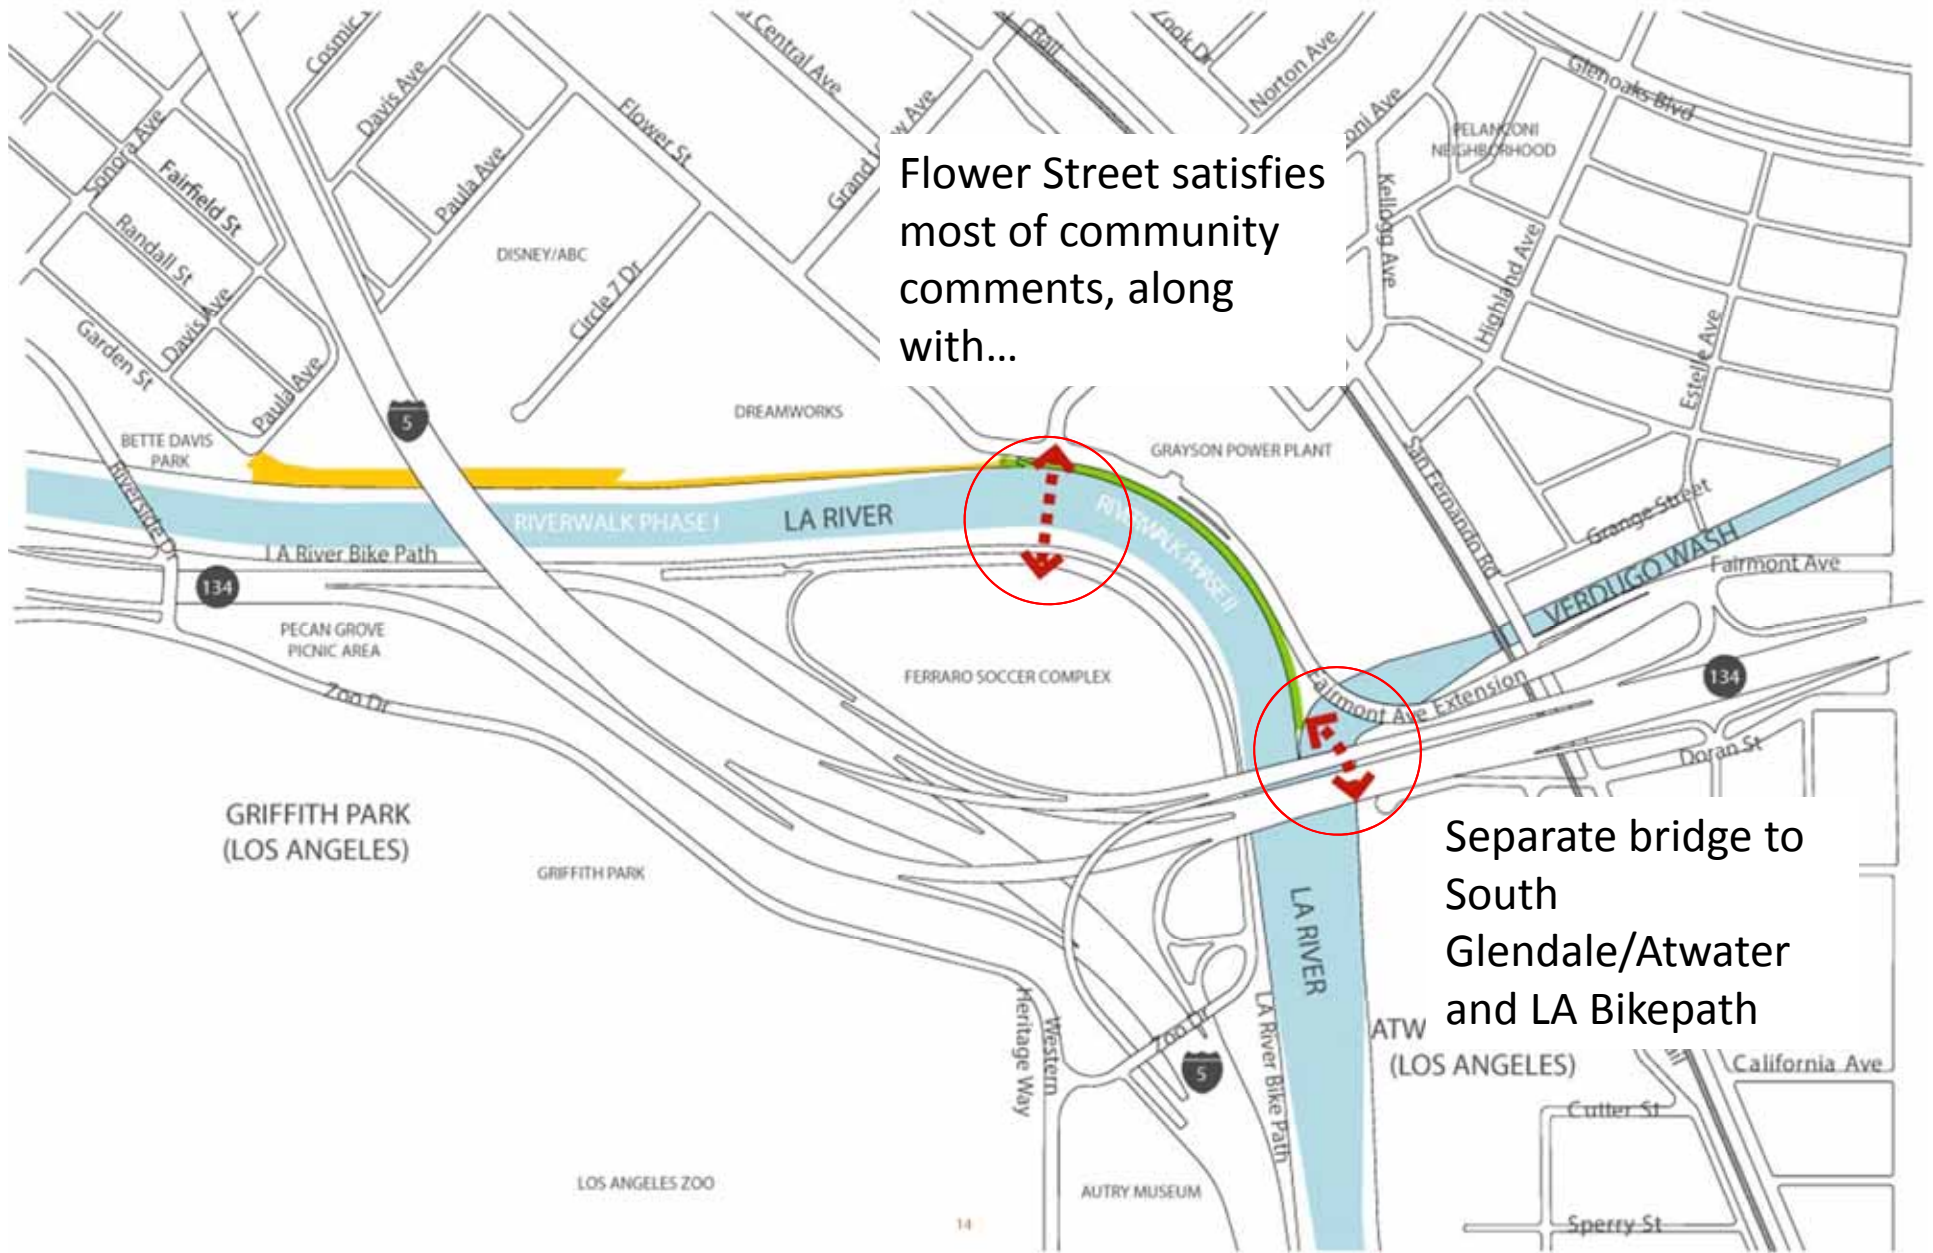 Cosmic
Central Ave
Rail
Zook Dr
Norton Ave
Glenoaks Blvd
Davis Ave
Flower St
Sonora Ave
Fairfield St
Paula Ave
Grand
w Ave
oni Ave
PELANCONI
NEIGHBORHOOD
Flower Street satisfies
most of community
comments, along
with…
Randall St
Davis Ave
Garden St
Paula Ave
DISNEY/ABC
Circle 7 Dr
Kellogg Ave
Highland Ave
Estelle Ave
5
DREAMWORKS
BETTE DAVIS
PARK
GRAYSON POWER PLANT
Riverside Dr
RIVERWALK PHASE I
LA RIVER
RIVERWALK PHASE II
San Fernando Rd
Grange Street
VERDUGO WASH
Fairmont Ave
LA River Bike Path
134
PECAN GROVE
PICNIC AREA
Zoo Dr
FERRARO SOCCER COMPLEX
Fairmont Ave Extension
134
Doran St
GRIFFITH PARK
(LOS ANGELES)
GRIFFITH PARK
Separate bridge to
South
Glendale/Atwater
and LA Bikepath
LA RIVER
Western
Heritage Way
Zoo Dr
5
LA River Bike Path
ATW
(LOS ANGELES)
California Ave
Cutter St
LOS ANGELES ZOO
AUTRY MUSEUM
Sperry St
14